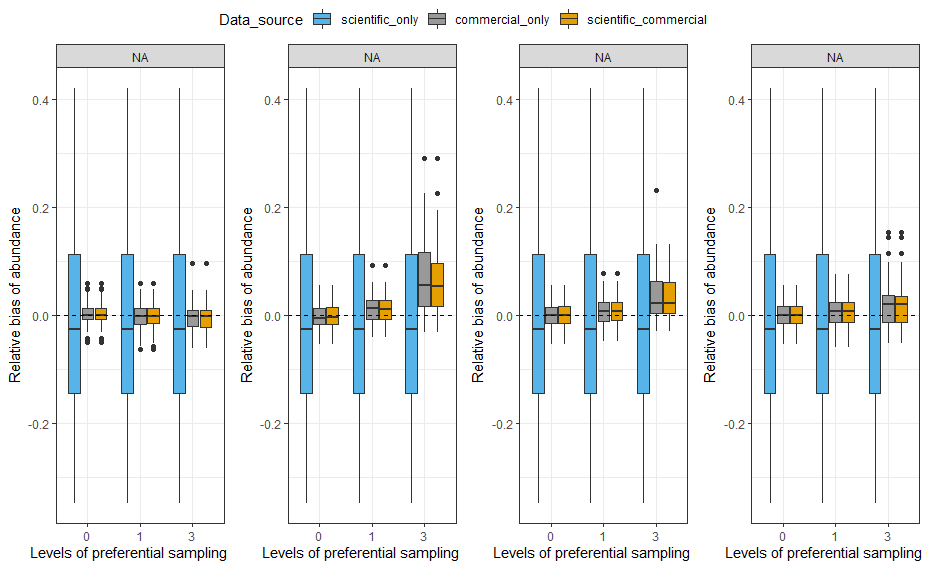 Data_source scientific_only commercial_only scientific_commercial
NA NA NA NA
Relative bias of abundance Relative bias of abundance Relative bias of abundance Relative bias of abundance
0.4 0.4 0.4 0.4
0.2 0.2 0.2 0.2
0.0 0.0 0.0 0.0
-0.2 -0.2 -0.2 -0.2
0 1 3 0 1 3 0 1 3 0 1 3
Levels of preferential sampling Levels of preferential sampling Levels of preferential sampling Levels of preferential sampling